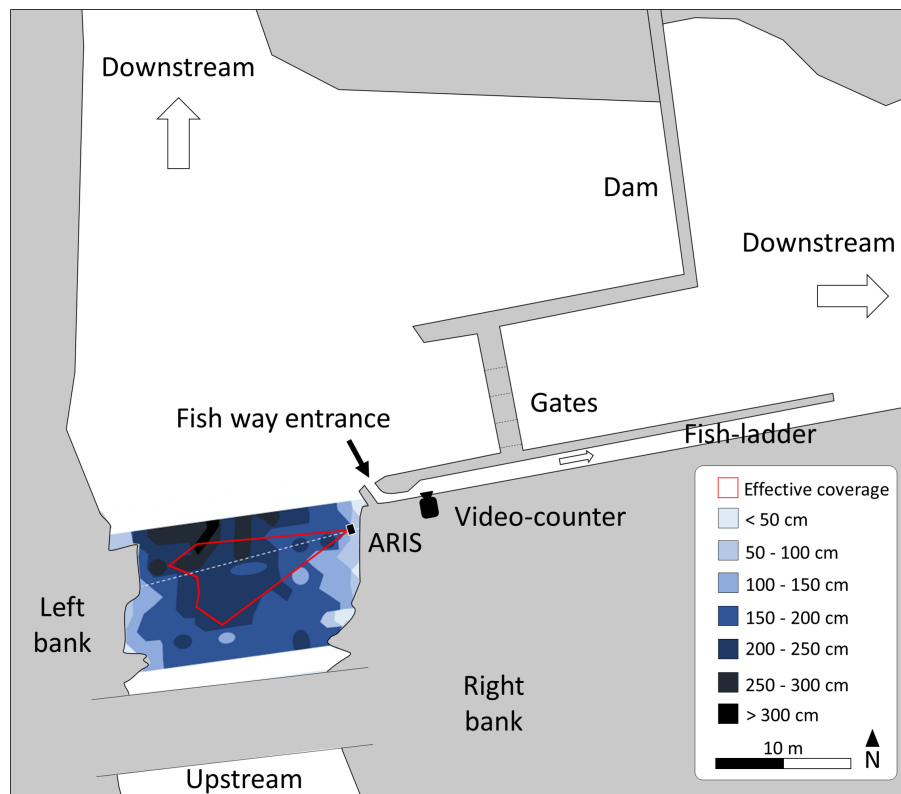 Downstream
Dam
Downstream
Gates
Fish way entrance
Fish-ladder
Video-counter
ARIS
Left
bank
Right
bank
Upstream
Effective coverage
< 50 cm
50 - 100 cm
100 - 150 cm
150 - 200 cm
200 - 250 cm
250 - 300 cm
> 300 cm
10 m
N